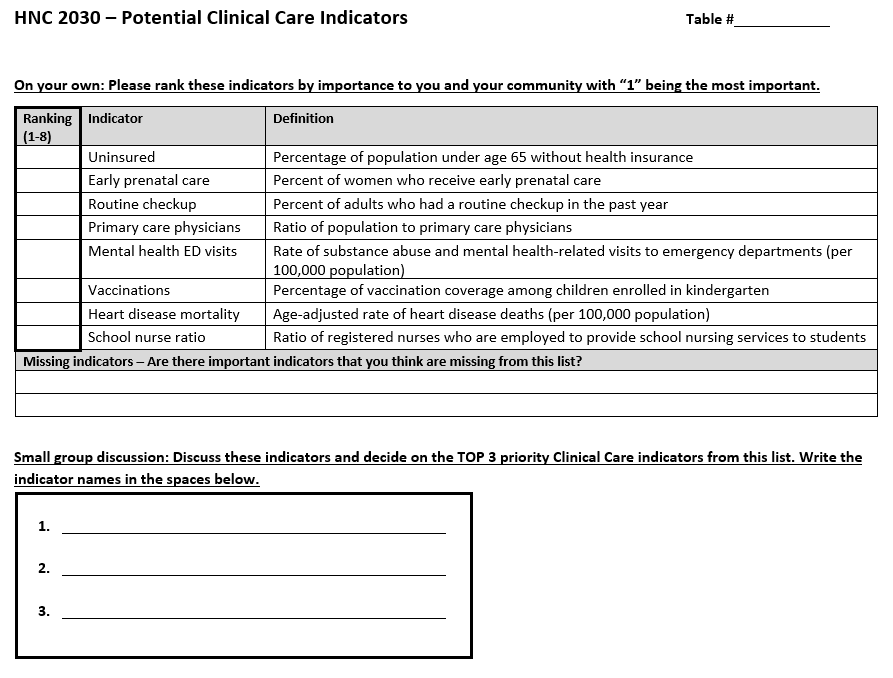 HNC 2030 – Potential Clinical Care Indicators Table #____________
On your own: Please rank these indicators by importance to you and your community with “1” being the most important.
Ranking (1-8) Indicator Definition
Uninsured Percentage of population under age 65 without health insurance
Early prenatal care Percent of women who receive early prenatal care
Routine checkup Percent of adults who had a routine checkup in the past year
Primary care physicians Ratio of population to primary care physicians
Mental health ED visits Rate of substance abuse and mental health-related visits to emergency departments (per
100,000 population)
Vaccinations Percentage of vaccination coverage among children enrolled in kindergarten
Heart disease mortality Age-adjusted rate of heart disease deaths (per 100,000 population)
School nurse ratio Ratio of registered nurses who are employed to provide school nursing services to students
Missing indicators – Are there important indicators that you think are missing from this list?
Small group discussion: Discuss these indicators and decide on the TOP 3 priority Clinical Care indicators from this list. Write the
indicator names in the spaces below.
1.
2.
3.